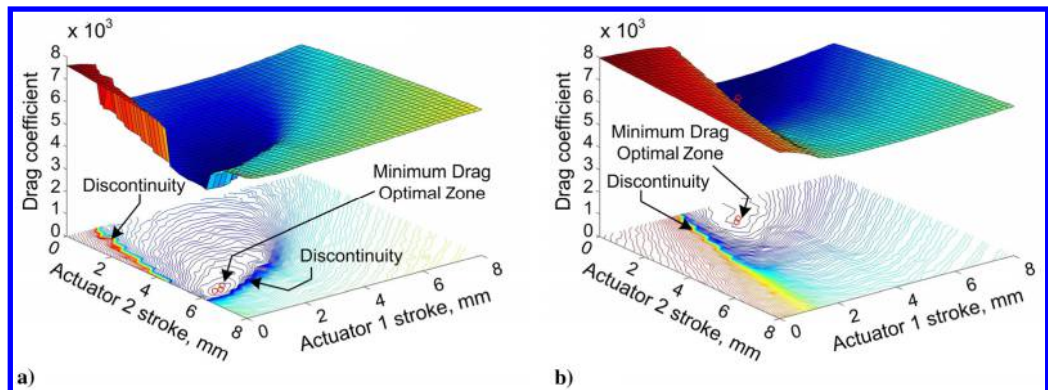 x 10³
8
7
6
5
4
3
2
1
0
Drag coefficient
Discontinuity
Minimum Drag
Optimal Zone
Discontinuity
0
2
4
6
8
Actuator 2 stroke, mm
0
2
4
6
8
Actuator 1 stroke, mm
a)
x 10³
8
7
6
5
4
3
2
1
0
Drag coefficient
Minimum Drag
Optimal Zone
Discontinuity
0
2
4
6
8
Actuator 2 stroke, mm
0
2
4
6
8
Actuator 1 stroke, mm
b)